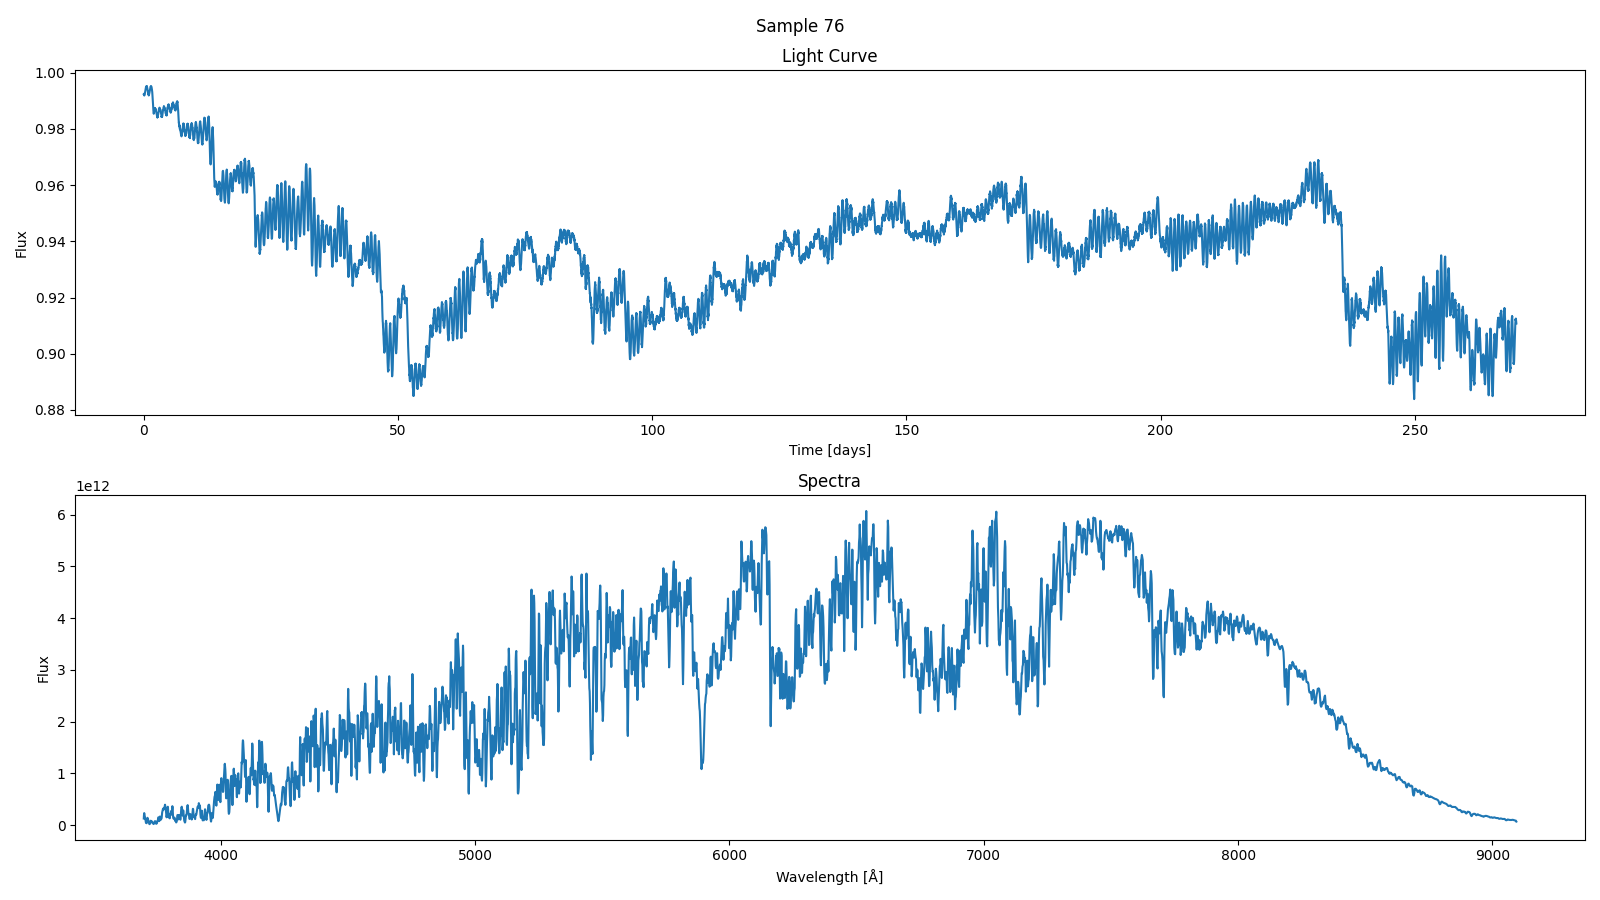 Sample 76
Light Curve
1.00
0.98
0.96
0.94
0.92
0.90
0.88
Flux
0 50 100 150 200 250
Time [days]
Spectra
1e12
6
5
4
3
2
1
0
Flux
4000 5000 6000 7000 8000 9000
Wavelength [Å]